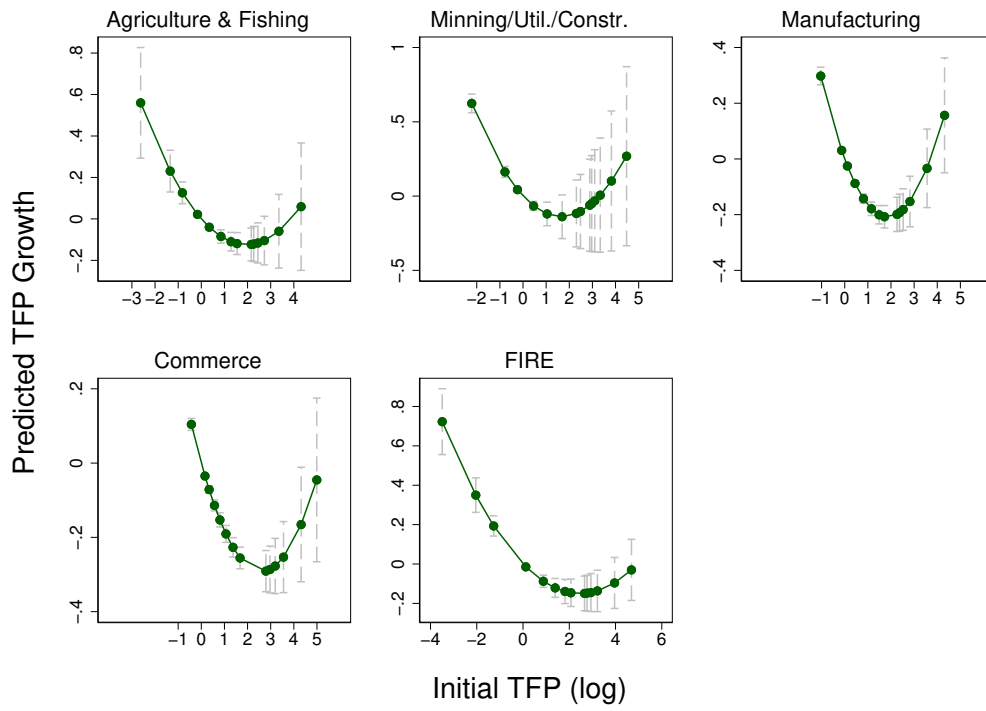 Agriculture & Fishing
.8
.6
.4
.2
0
−.2
−3 −2 −1 0 1 2 3 4
Minning/Util./Constr.
1
.5
0
−.5
−2 −1 0 1 2 3 4 5
Manufacturing
.4
.2
0
−.2
−.4
−1 0 1 2 3 4 5
Commerce
.2
0
−.2
−.4
−1 0 1 2 3 4 5
FIRE
.8
.6
.4
.2
0
−.2
−4 −2 0 2 4 6
Predicted TFP Growth
Initial TFP (log)